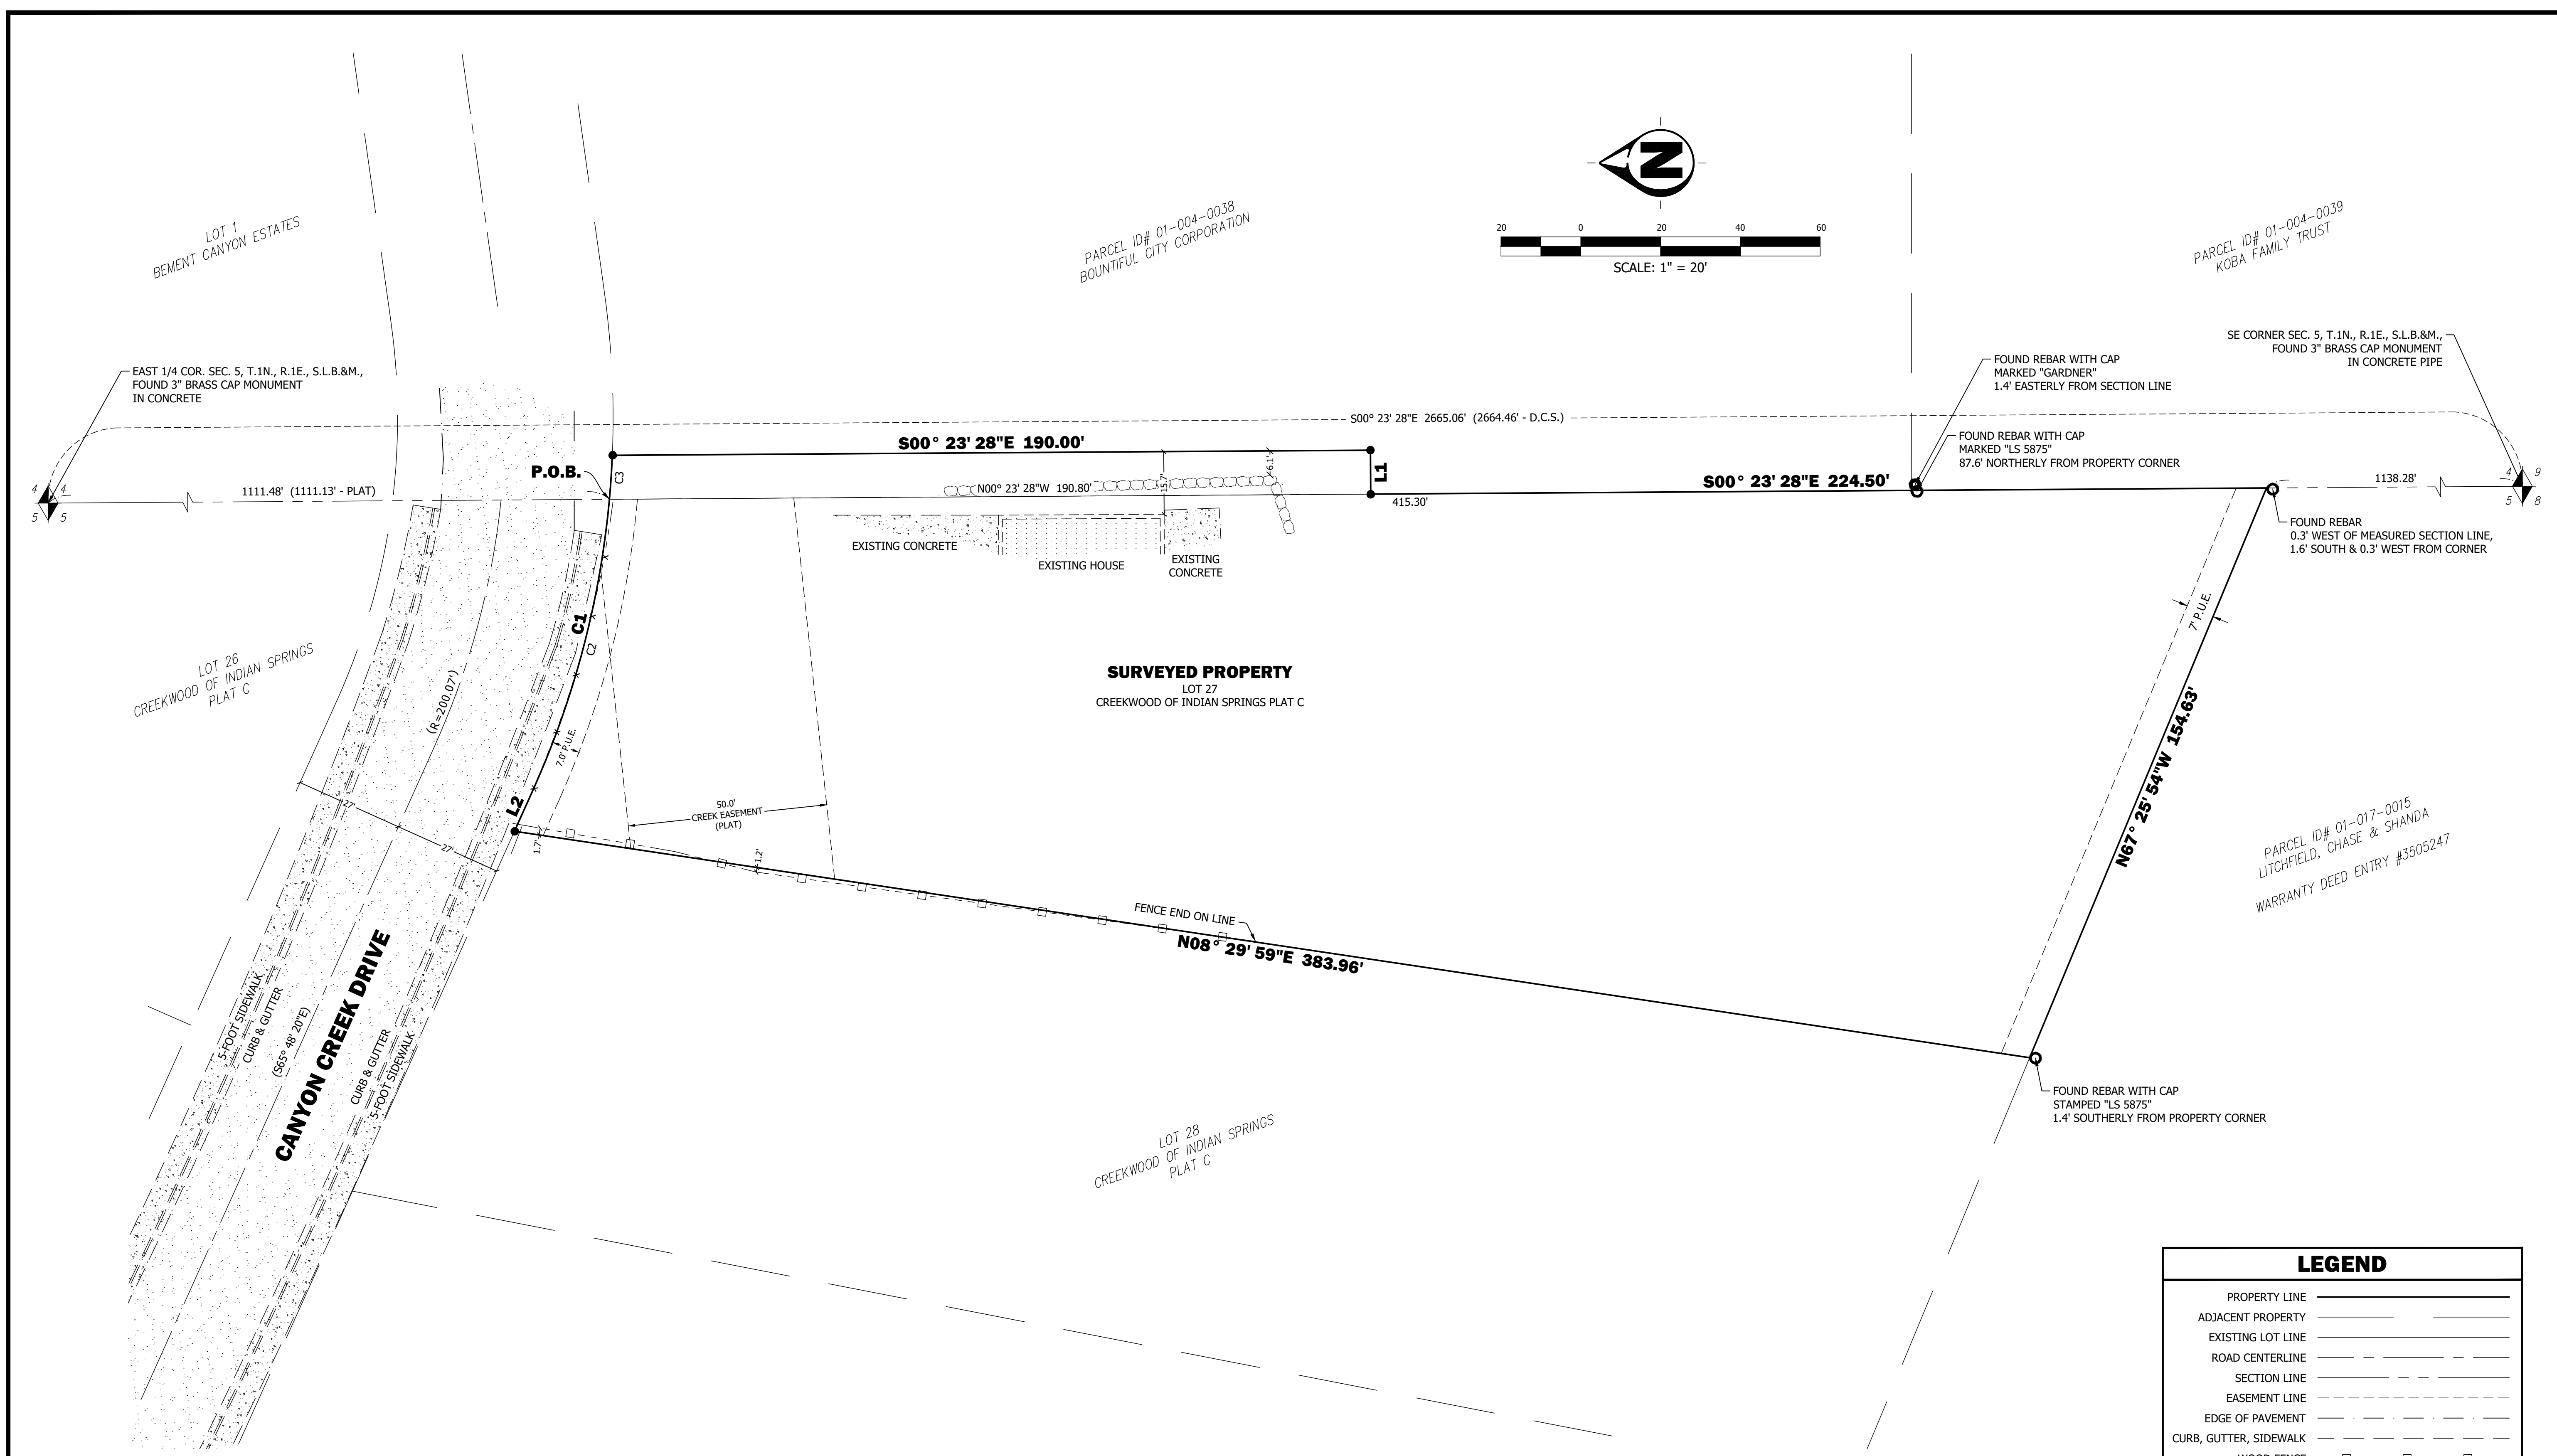 LOT 1
BEMENT CANYON ESTATES
PARCEL ID# 01-004-0038
BOUNTIFUL CITY CORPORATION
N
20 0 20 40 60
SCALE: 1" = 20'
PARCEL ID# 01-004-0039
KOBA FAMILY TRUST
EAST 1/4 COR. SEC. 5, T.1N., R.1E., S.L.B.&M.,
FOUND 3" BRASS CAP MONUMENT
IN CONCRETE
SE CORNER SEC. 5, T.1N., R.1E., S.L.B.&M.,
FOUND 3" BRASS CAP MONUMENT
IN CONCRETE PIPE
FOUND REBAR WITH CAP
MARKED "GARDNER"
1.4' EASTERLY FROM SECTION LINE
S00° 23' 28"E 2665.06' (2664.46' - D.C.S.)
FOUND REBAR WITH CAP
MARKED "LS 5875"
87.6' NORTHERLY FROM PROPERTY CORNER
S00° 23' 28"E 190.00'
P.O.B.
C3
L1
6.1'
15.7'
4 4
5 5
1111.48' (1111.13' - PLAT)
N00° 23' 28"W 190.80'
415.30'
S00° 23' 28"E 224.50'
1138.28'
4 9
5 8
FOUND REBAR
0.3' WEST OF MEASURED SECTION LINE,
1.6' SOUTH & 0.3' WEST FROM CORNER
EXISTING CONCRETE
EXISTING HOUSE
EXISTING
CONCRETE
C1
C2
7' P.U.E.
LOT 26
CREEKWOOD OF INDIAN SPRINGS
PLAT C
(R=200.07')
SURVEYED PROPERTY
LOT 27
CREEKWOOD OF INDIAN SPRINGS PLAT C
7.0' P.U.E.
N67° 25' 54"W 154.63'
L2
27'
27'
50.0'
CREEK EASEMENT
(PLAT)
1.7'
1.2'
PARCEL ID# 01-017-0015
LITCHFIELD, CHASE & SHANDA
WARRANTY DEED ENTRY #3505247
FENCE END ON LINE
N08° 29' 59"E 383.96'
5-FOOT SIDEWALK
CURB & GUTTER
(S65° 48' 20"E)
CANYON CREEK DRIVE
CURB & GUTTER
5-FOOT SIDEWALK
FOUND REBAR WITH CAP
STAMPED "LS 5875"
1.4' SOUTHERLY FROM PROPERTY CORNER
LOT 28
CREEKWOOD OF INDIAN SPRINGS
PLAT C
LEGEND
PROPERTY LINE
ADJACENT PROPERTY
EXISTING LOT LINE
ROAD CENTERLINE
SECTION LINE
EASEMENT LINE
EDGE OF PAVEMENT
CURB, GUTTER, SIDEWALK
WOOD FENCE